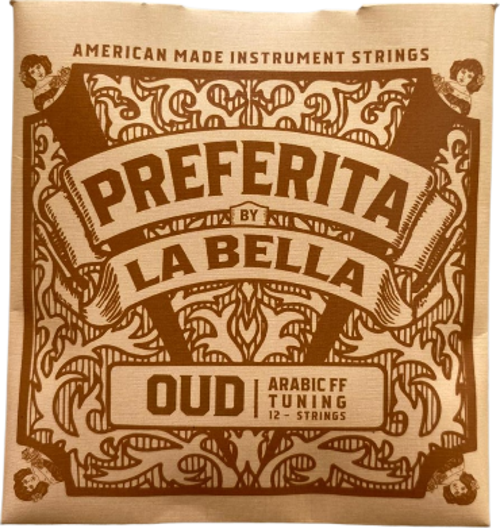 AMERICAN MADE INSTRUMENT STRINGS
PREFERITA
BY
LA BELLA
OUD
ARABIC FF
TUNING
12 - STRINGS